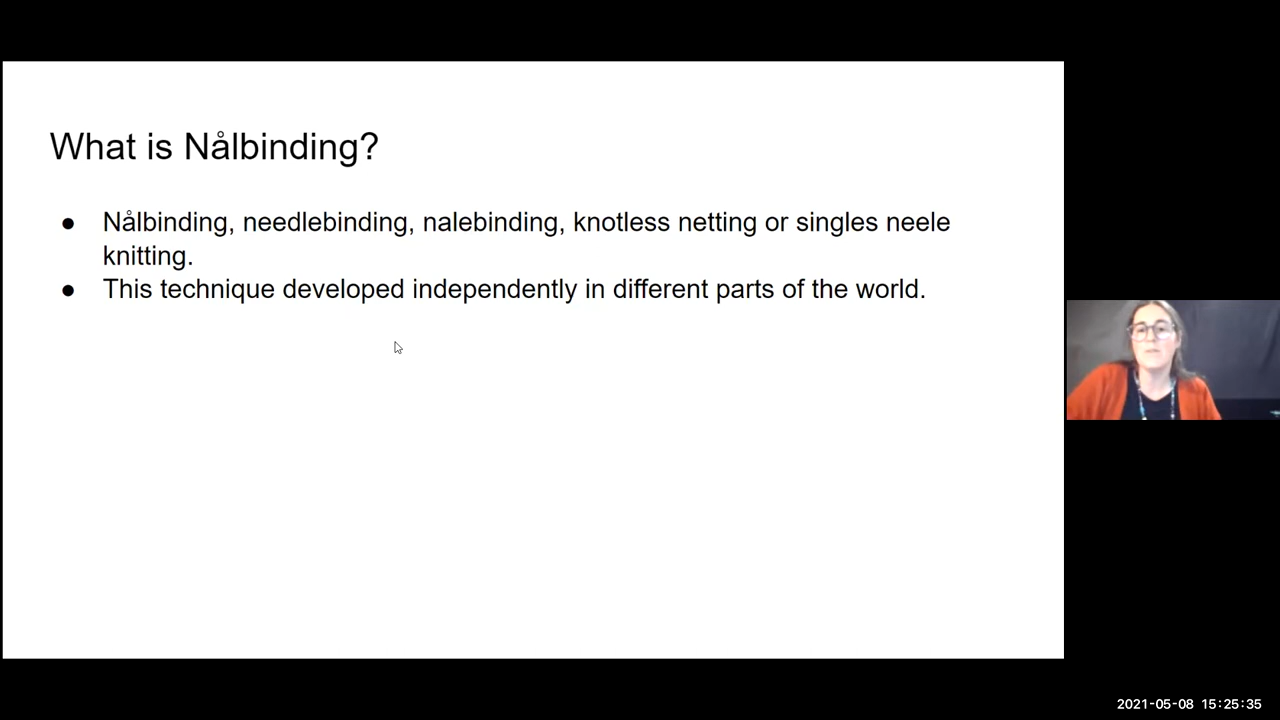 What is Nålbinding?
● Nålbinding, needlebinding, nalebinding, knotless netting or singles neele
knitting.
● This technique developed independently in different parts of the world.
2021-05-08 15:25:35